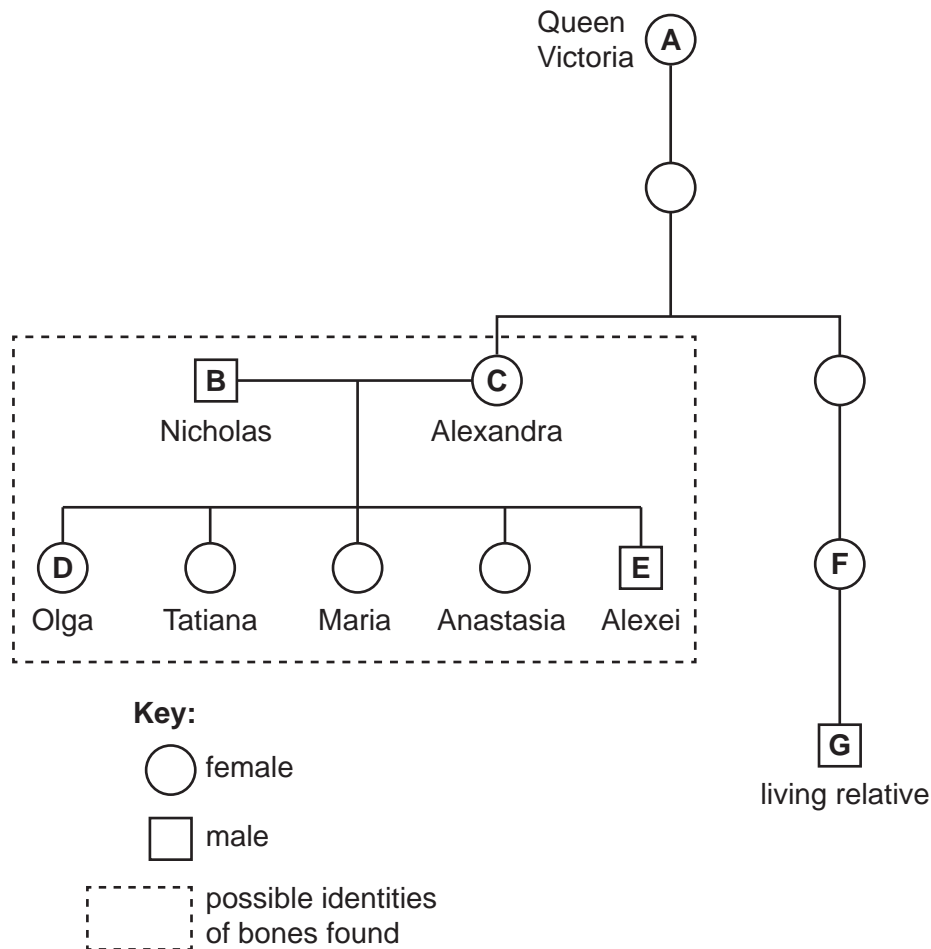 Queen
Victoria
A
B
C
Nicholas
Alexandra
D
E
F
Olga
Tatiana
Maria
Anastasia
Alexei
Key:
female
male
possible identities
of bones found
G
living relative